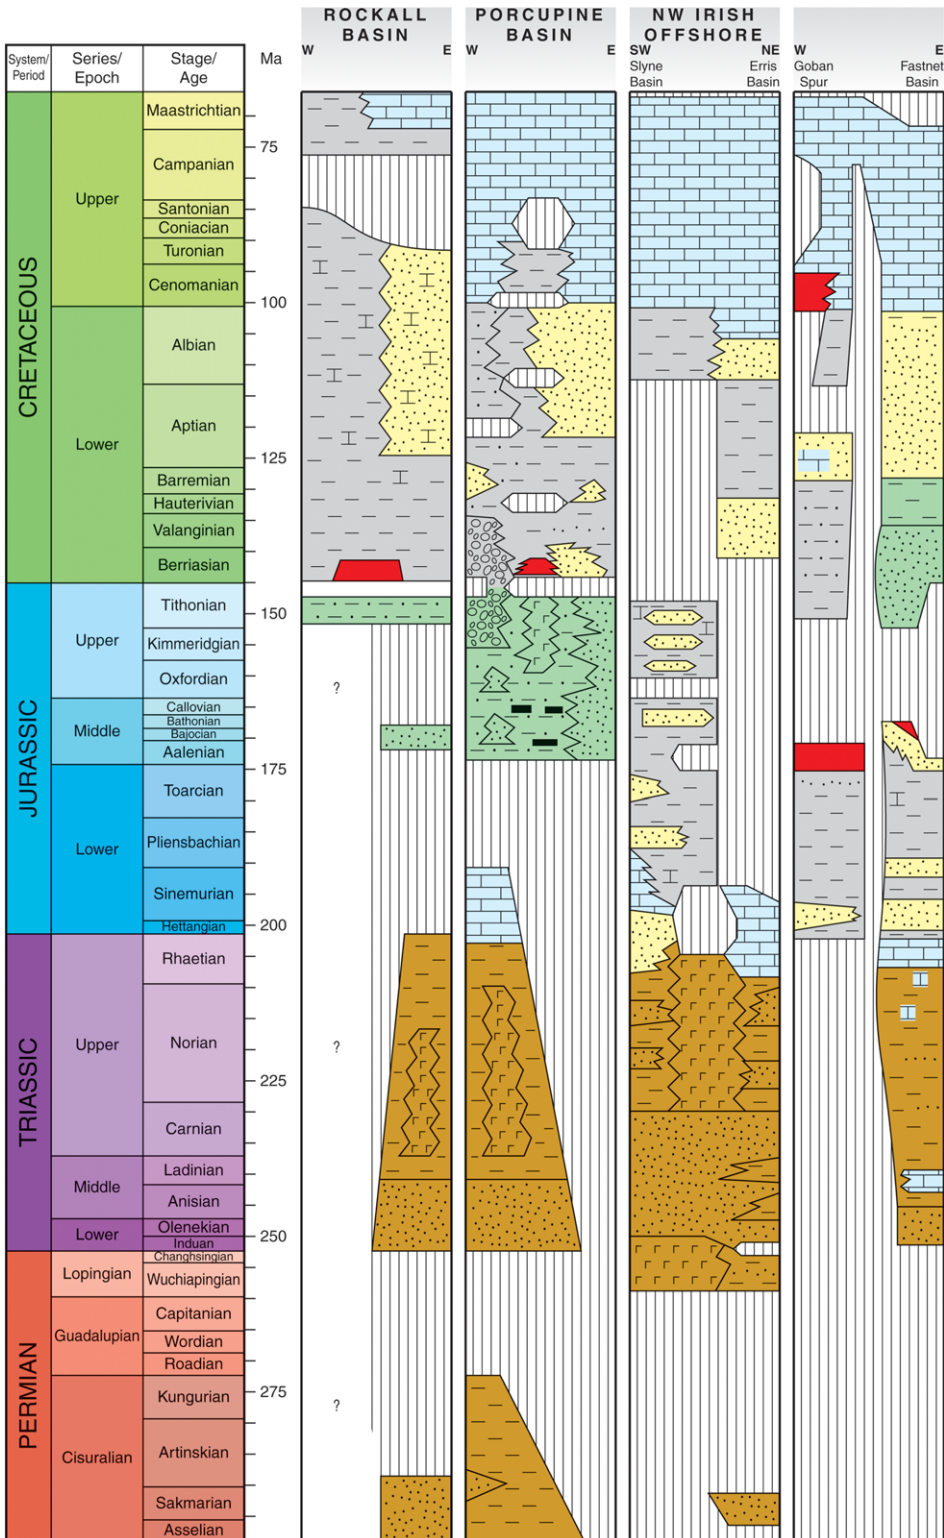 ROCKALL
BASIN
W E
PORCUPINE
BASIN
W E
NW IRISH
OFFSHORE
SW NE
Slyne Erris
Basin Basin
W E
Goban Fastnet
Spur Basin
System/
Period
Series/
Epoch
Stage/
Age
Ma
CRETACEOUS
Upper
Maastrichtian
Campanian
Santonian
Coniacian
Turonian
Cenomanian
Lower
Albian
Aptian
Barremian
Hauterivian
Valanginian
Berriasian
JURASSIC
Upper
Tithonian
Kimmeridgian
Oxfordian
Middle
Callovian
Bathonian
Bajocian
Aalenian
Lower
Toarcian
Pliensbachian
Sinemurian
Hettangian
TRIASSIC
Upper
Rhaetian
Norian
Carnian
Middle
Ladinian
Anisian
Lower
Olenekian
Induan
PERMIAN
Lopingian
Changhsingian
Wuchiapingian
Guadalupian
Capitanian
Wordian
Roadian
Cisuralian
Kungurian
Artinskian
Sakmarian
Asselian
75
100
125
150
175
200
225
250
275
?
?
?